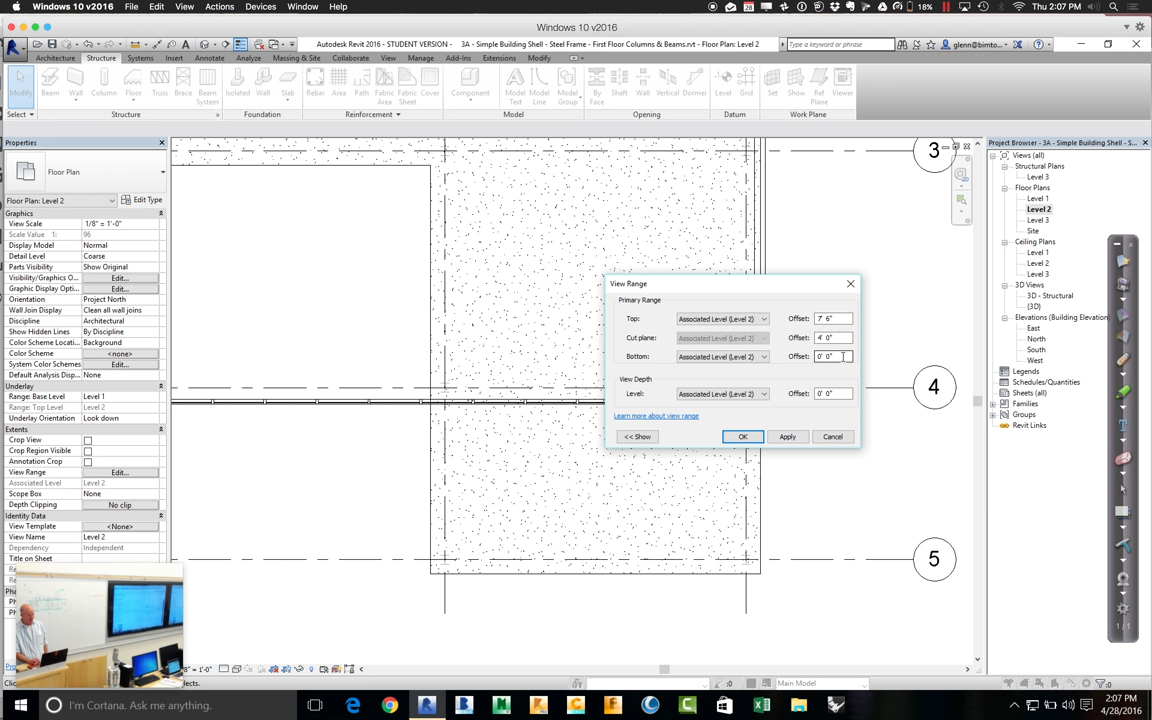 Windows View Actions Devices Window Help
18% Thu 2:07 PM
Windows 10 v2016
Autodesk Revit 2016 - STUDENT VERSION - 3A - Simple Building Shell - Steel Frame - First Floor Columns & Beams.rvt - Floor Plan: Level 2
Type a keyword or phrase
glenn@bimto...
Architecture Structure Systems Insert Annotate Analyze Massing & Site Collaborate View Manage Add-Ins Extensions Modify
Modify Beam Wall Column Floor Truss Brace Beam System Isolated Wall Slab Rebar Area Path Fabric Area Fabric Sheet Cover Component Model Text Model Line Model Group By Face Shaft Wall Vertical Dormer Level Grid Set Show Ref Plane Viewer
Select Structure Foundation Reinforcement Model Opening Datum Work Plane
Properties
Floor Plan
Floor Plan: Level 2 Edit Type
Graphics
View Scale 1/8" = 1'-0"
Scale Value 1: 96
Display Model Normal
Detail Level Coarse
Parts Visibility Show Original
Visibility/Graphics O... Edit...
Graphic Display Opti... Edit...
Orientation Project North
Wall Join Display Clean all wall joins
Discipline Architectural
Show Hidden Lines By Discipline
Color Scheme Locati... Background
Color Scheme <none>
System Color Schemes Edit...
Default Analysis Disp... None
Underlay
Range: Base Level Level 1
Range: Top Level Level 2
Underlay Orientation Look down
Extents
Crop View
Crop Region Visible
Annotation Crop
View Range Edit...
Associated Level Level 2
Scope Box None
Depth Clipping No clip
Identity Data
View Template <None>
View Name Level 2
Dependency Independent
Title on Sheet
3
4
5
View Range
Primary Range
Top: Associated Level (Level 2) Offset: 7' 6"
Cut plane: Associated Level (Level 2) Offset: 4' 0"
Bottom: Associated Level (Level 2) Offset: 0' 0"
View Depth
Level: Associated Level (Level 2) Offset: 0' 0"
Learn more about view range
<< Show OK Apply Cancel
Project Browser - 3A - Simple Building Shell - S...
Views (all)
Structural Plans
Level 3
Floor Plans
Level 1
Level 2
Level 3
Site
Ceiling Plans
Level 1
Level 2
Level 3
3D Views
3D - Structural
{3D}
Elevations (Building Elevation)
East
North
South
West
Legends
Schedules/Quantities
Sheets (all)
Families
Groups
Revit Links
1/1
Main Model
I'm Cortana. Ask me anything.
2:07 PM
4/28/2016